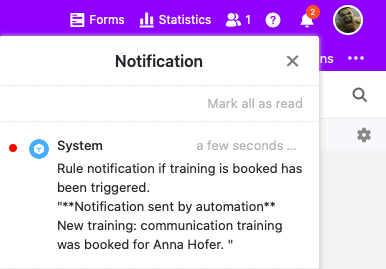 Forms Statistics 1 ? 2
Notification
ns
Mark all as read
System a few seconds ...
Rule notification if training is booked has
been triggered.
"**Notification sent by automation**
New training: communication training
was booked for Anna Hofer. "